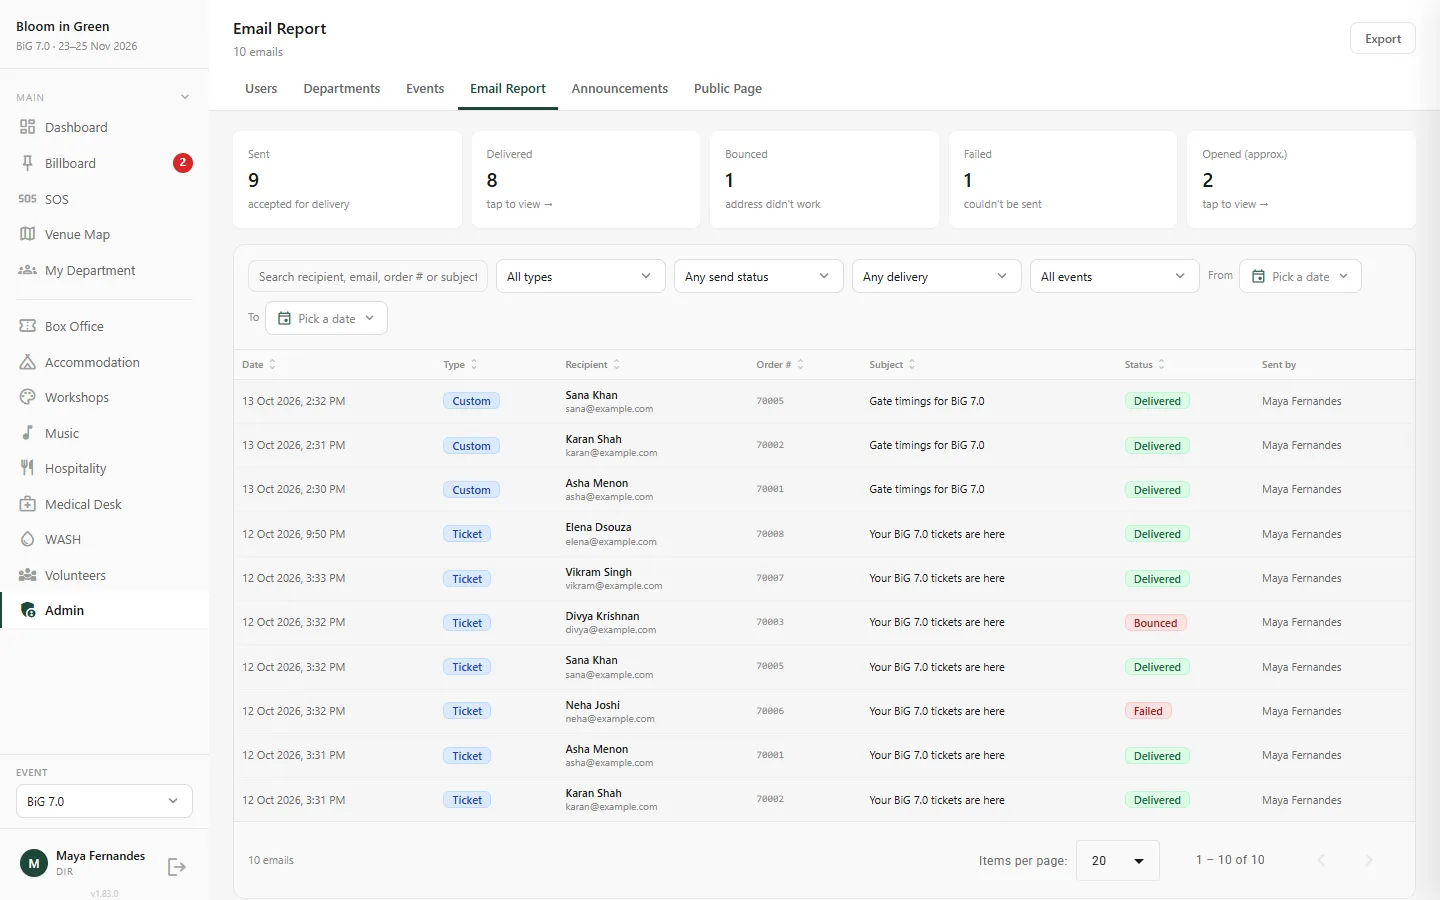 Bloom in Green
BiG 7.0 · 23–25 Nov 2026
MAIN
Dashboard
Billboard
2
SOS SOS
Venue Map
My Department
Box Office
Accommodation
Workshops
Music
Hospitality
Medical Desk
WASH
Volunteers
Admin
EVENT
BiG 7.0
M
Maya Fernandes
DIR
v1.83.0
Email Report
10 emails
Export
Users Departments Events Email Report Announcements Public Page
Sent
9
accepted for delivery
Delivered
8
tap to view →
Bounced
1
address didn't work
Failed
1
couldn't be sent
Opened (approx.)
2
tap to view →
Search recipient, email, order # or subject
All types
Any send status
Any delivery
All events
From Pick a date
To Pick a date
Date Type Recipient Order # Subject Status Sent by
13 Oct 2026, 2:32 PM Custom Sana Khan 70005 Gate timings for BiG 7.0 Delivered Maya Fernandes
sana@example.com
13 Oct 2026, 2:31 PM Custom Karan Shah 70002 Gate timings for BiG 7.0 Delivered Maya Fernandes
karan@example.com
13 Oct 2026, 2:30 PM Custom Asha Menon 70001 Gate timings for BiG 7.0 Delivered Maya Fernandes
asha@example.com
12 Oct 2026, 9:50 PM Ticket Elena Dsouza 70008 Your BiG 7.0 tickets are here Delivered Maya Fernandes
elena@example.com
12 Oct 2026, 3:33 PM Ticket Vikram Singh 70007 Your BiG 7.0 tickets are here Delivered Maya Fernandes
vikram@example.com
12 Oct 2026, 3:32 PM Ticket Divya Krishnan 70003 Your BiG 7.0 tickets are here Bounced Maya Fernandes
divya@example.com
12 Oct 2026, 3:32 PM Ticket Sana Khan 70005 Your BiG 7.0 tickets are here Delivered Maya Fernandes
sana@example.com
12 Oct 2026, 3:32 PM Ticket Neha Joshi 70006 Your BiG 7.0 tickets are here Failed Maya Fernandes
neha@example.com
12 Oct 2026, 3:31 PM Ticket Asha Menon 70001 Your BiG 7.0 tickets are here Delivered Maya Fernandes
asha@example.com
12 Oct 2026, 3:31 PM Ticket Karan Shah 70002 Your BiG 7.0 tickets are here Delivered Maya Fernandes
karan@example.com
10 emails
Items per page: 20
1 – 10 of 10